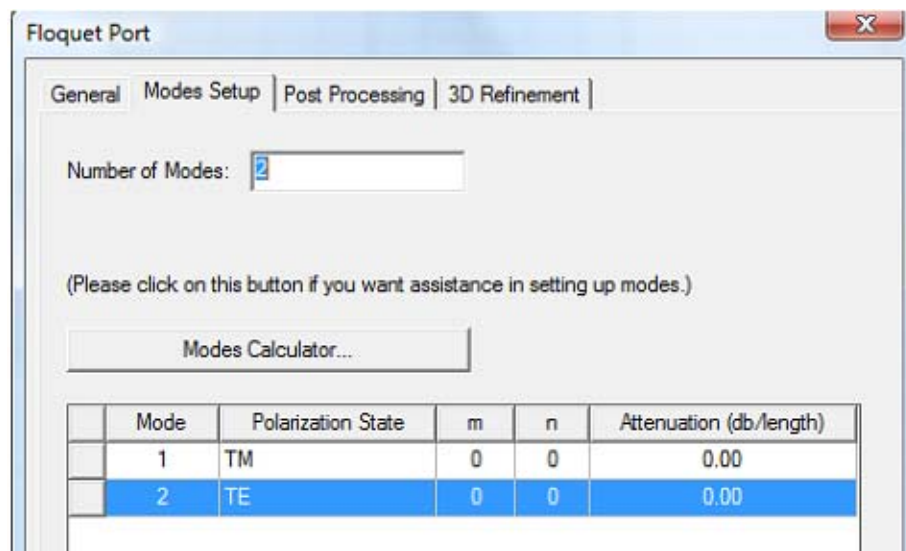 Floquet Port
General Modes Setup Post Processing 3D Refinement
Number of Modes: 2
(Please click on this button if you want assistance in setting up modes.)
Modes Calculator...
Mode Polarization State m n Attenuation (db/length)
1 TM 0 0 0.00
2 TE 0 0 0.00